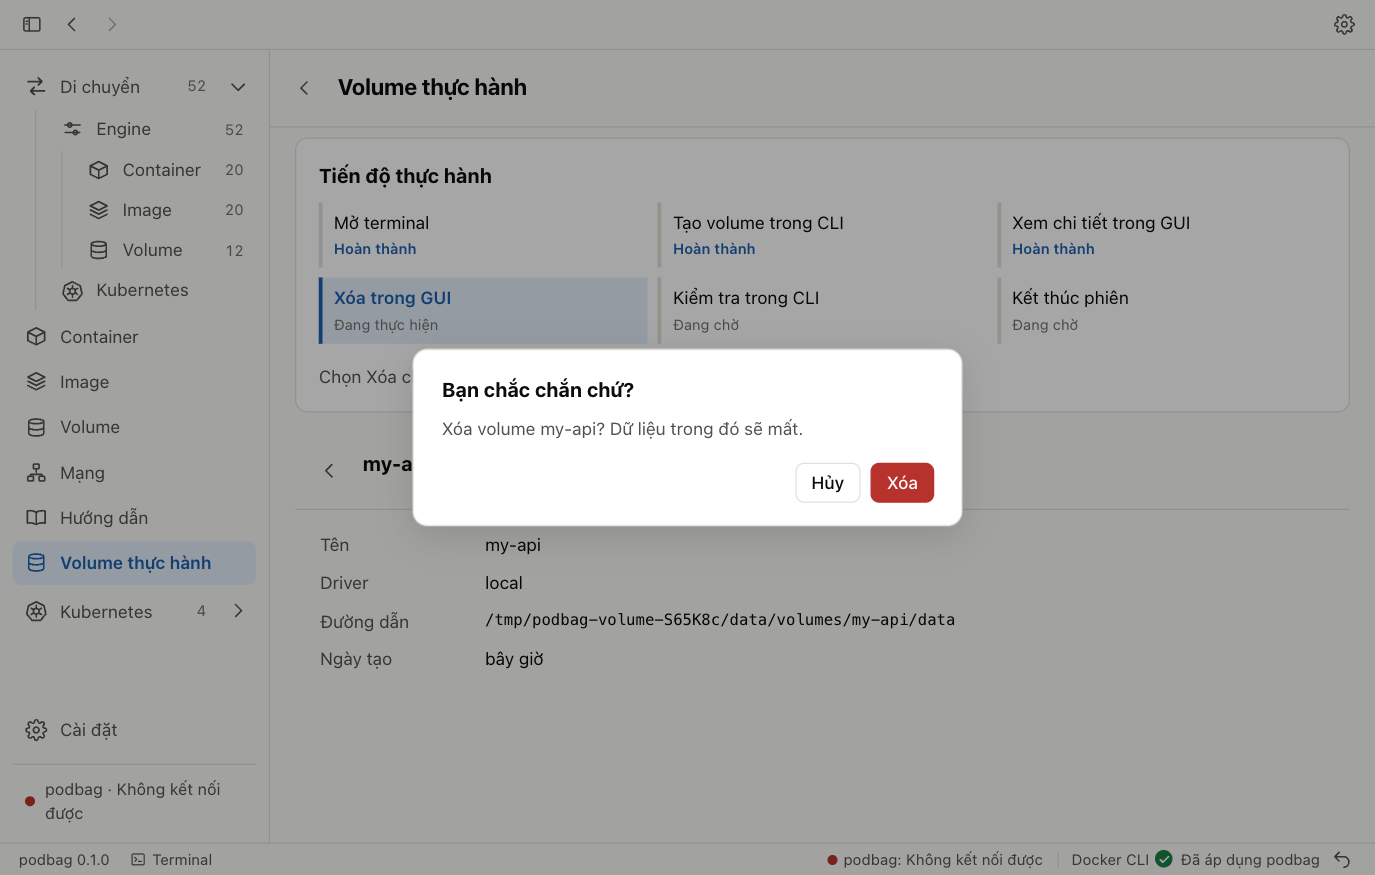 Di chuyển 52
Engine 52
Container 20
Image 20
Volume 12
Kubernetes
Container
Image
Volume
Mạng
Hướng dẫn
Volume thực hành
Kubernetes 4
Cài đặt
podbag · Không kết nối
được
Volume thực hành
Tiến độ thực hành
Mở terminal
Hoàn thành
Tạo volume trong CLI
Hoàn thành
Xem chi tiết trong GUI
Hoàn thành
Xóa trong GUI
Đang thực hiện
Kiểm tra trong CLI
Đang chờ
Kết thúc phiên
Đang chờ
Chọn Xóa c
my-a
Bạn chắc chắn chứ?
Xóa volume my-api? Dữ liệu trong đó sẽ mất.
Hủy Xóa
Tên my-api
Driver local
Đường dẫn /tmp/podbag-volume-S65K8c/data/volumes/my-api/data
Ngày tạo bây giờ
podbag 0.1.0 Terminal podbag: Không kết nối được Docker CLI Đã áp dụng podbag